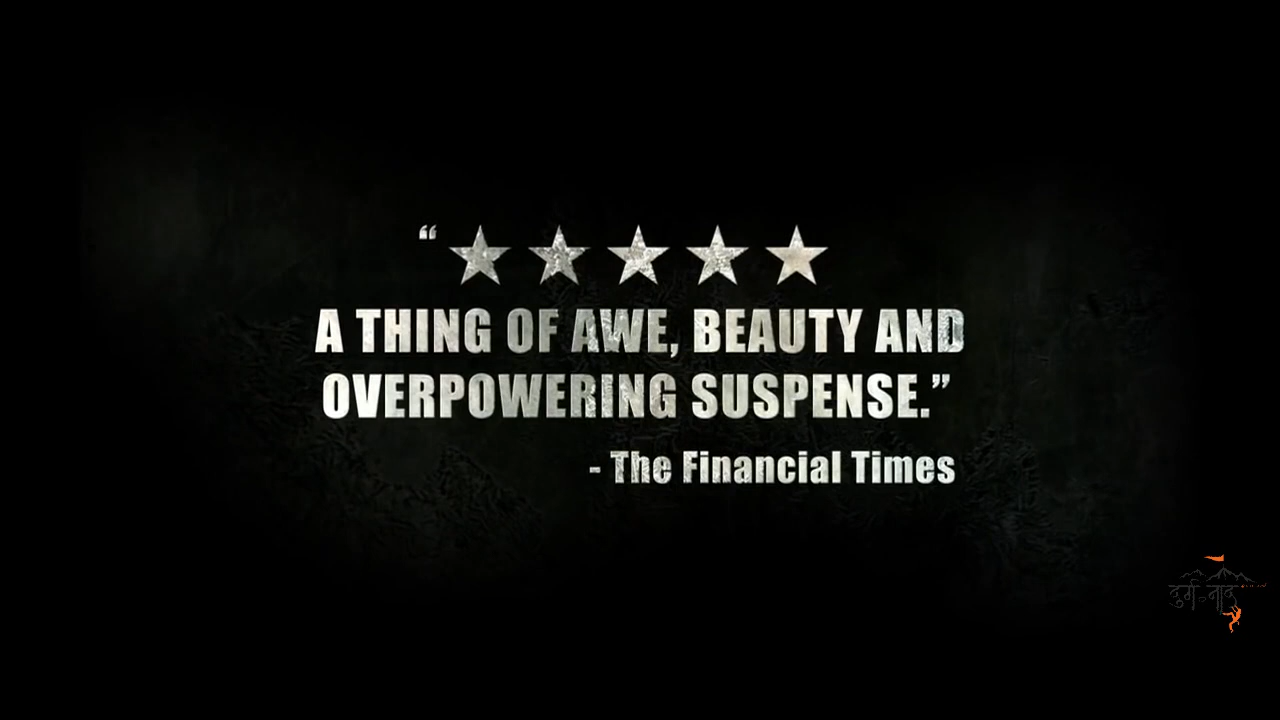 “ ★ ★ ★ ★ ★
A THING OF AWE, BEAUTY AND
OVERPOWERING SUSPENSE.”
- The Financial Times
दुर्ग-नाद